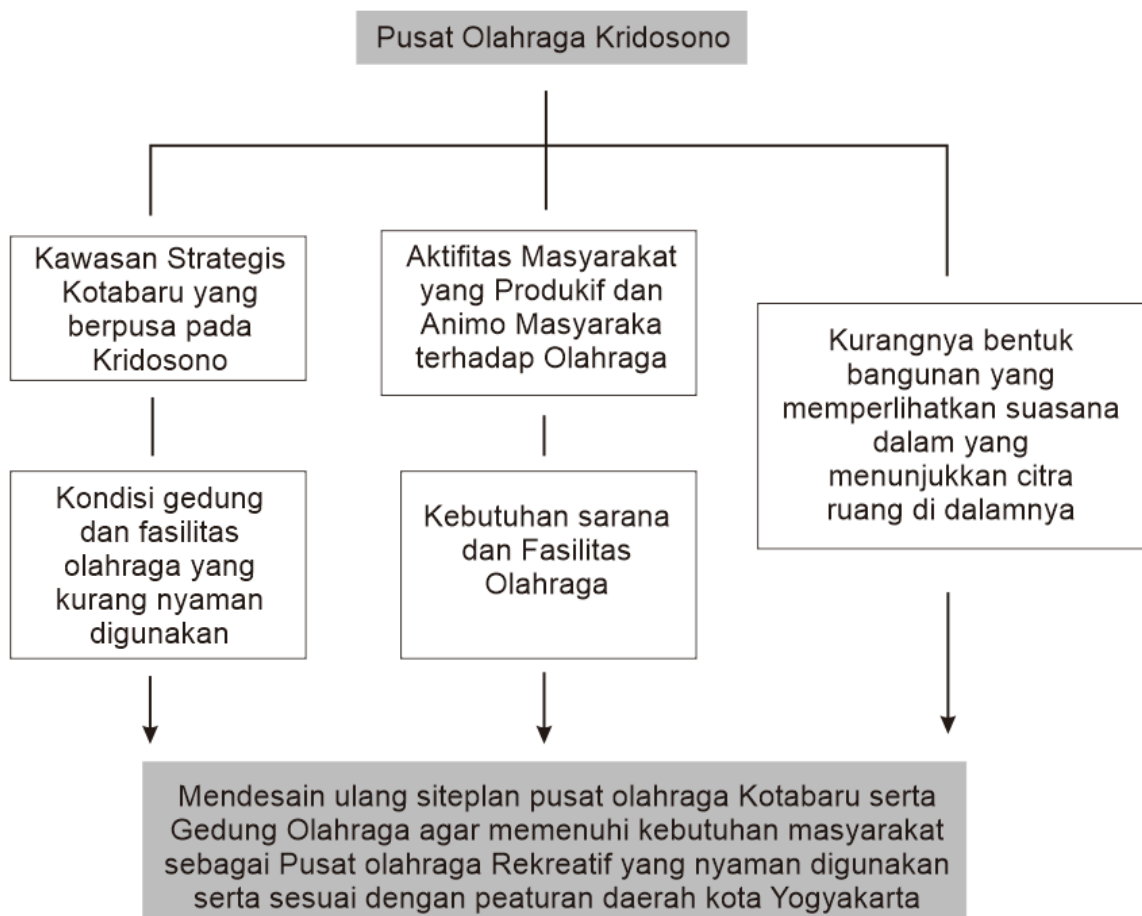 Pusat Olahraga Kridosono
Kawasan Strategis
Kotabaru yang
berpusa pada
Kridosono
Aktifitas Masyarakat
yang Produkif dan
Animo Masyaraka
terhadap Olahraga
Kurangnya bentuk
bangunan yang
memperlihatkan suasana
dalam yang
menunjukkan citra
ruang di dalamnya
Kondisi gedung
dan fasilitas
olahraga yang
kurang nyaman
digunakan
Kebutuhan sarana
dan Fasilitas
Olahraga
Mendesain ulang siteplan pusat olahraga Kotabaru serta
Gedung Olahraga agar memenuhi kebutuhan masyarakat
sebagai Pusat olahraga Rekreatif yang nyaman digunakan
serta sesuai dengan peaturan daerah kota Yogyakarta